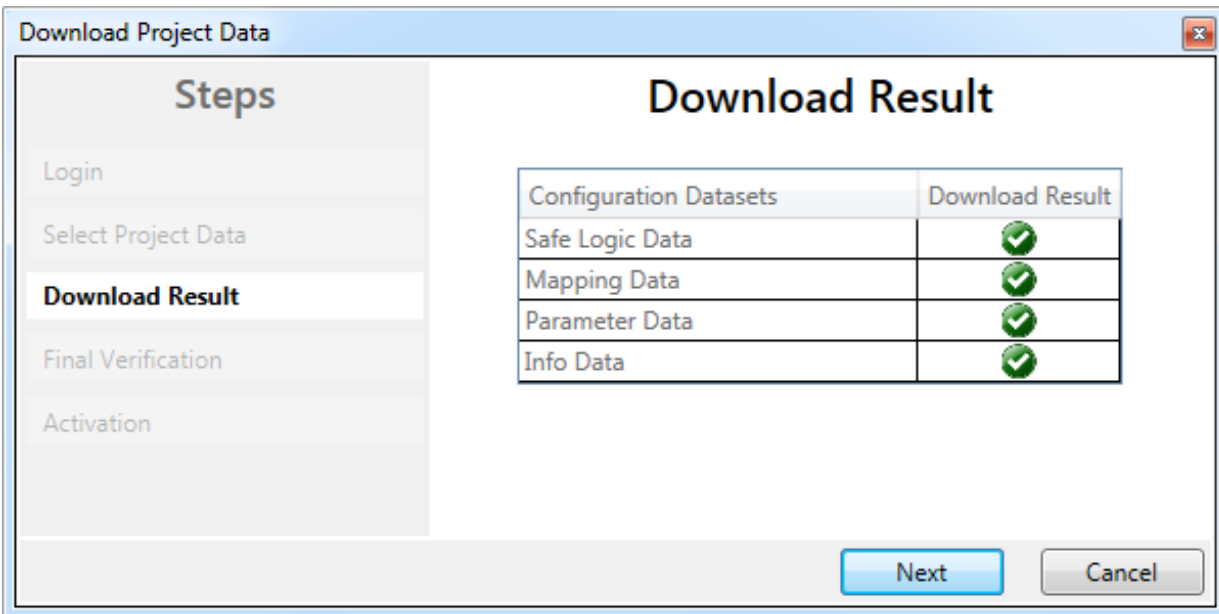 Download Project Data
Steps
Login
Select Project Data
Download Result
Final Verification
Activation
Download Result
Configuration Datasets Download Result
Safe Logic Data
Mapping Data
Parameter Data
Info Data
Next Cancel